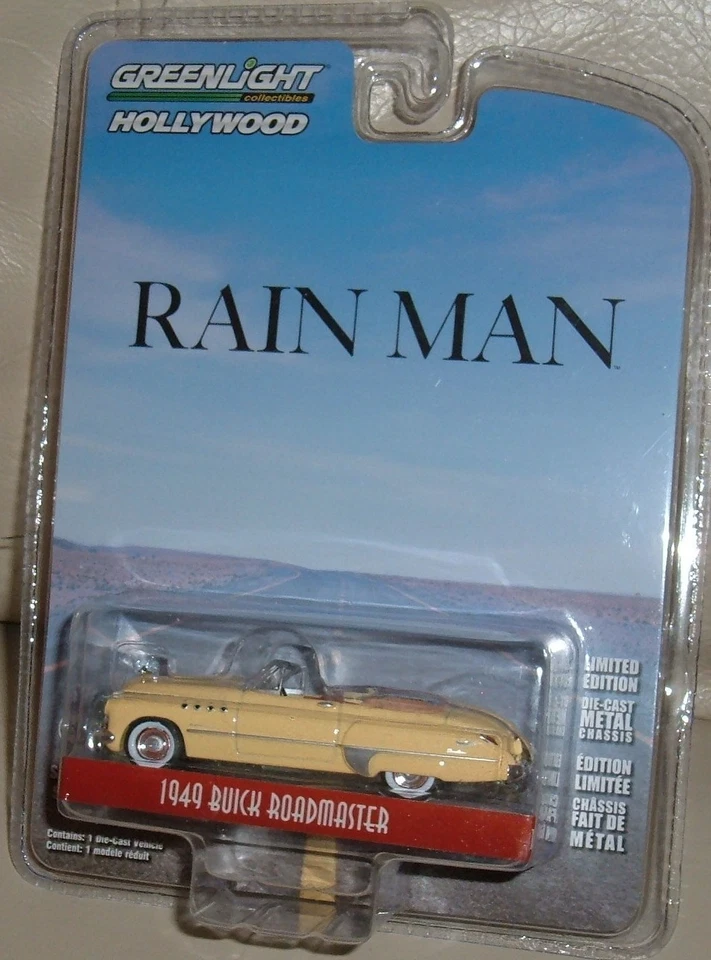 GREENLiGHT
collectibles
HOLLYWOOD
RAIN MAN
™
LIMITED
EDITION
DIE-CAST
METAL
CHASSIS
ÉDITION
LIMITÉE
CHÂSSIS
FAIT DE
MÉTAL
1949 BUICK ROADMASTER
Contains: 1 Die-Cast Vehicle
Contient: 1 modèle réduit